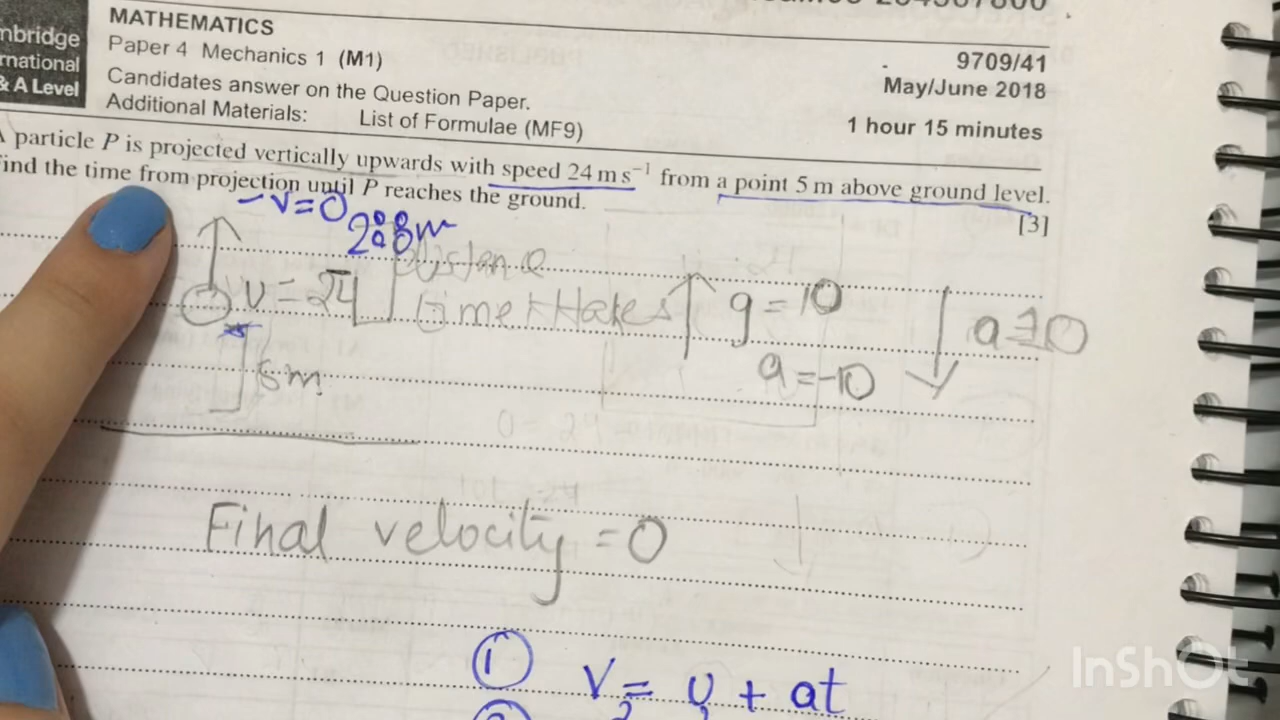 MATHEMATICS
nbridge
Paper 4 Mechanics 1 (M1)
9709/41
rnational
May/June 2018
& A Level
Candidates answer on the Question Paper.
Additional Materials: List of Formulae (MF9)
1 hour 15 minutes
particle P is projected vertically upwards with speed 24 m s⁻¹ from a point 5 m above ground level.
ind the time from projection until P reaches the ground.
[3]
v=0
28.8m
u = 24
Distance
time it takes
g = 10
a = -10
a = 10
5m
Final velocity = 0
① V = U + at
InShOt